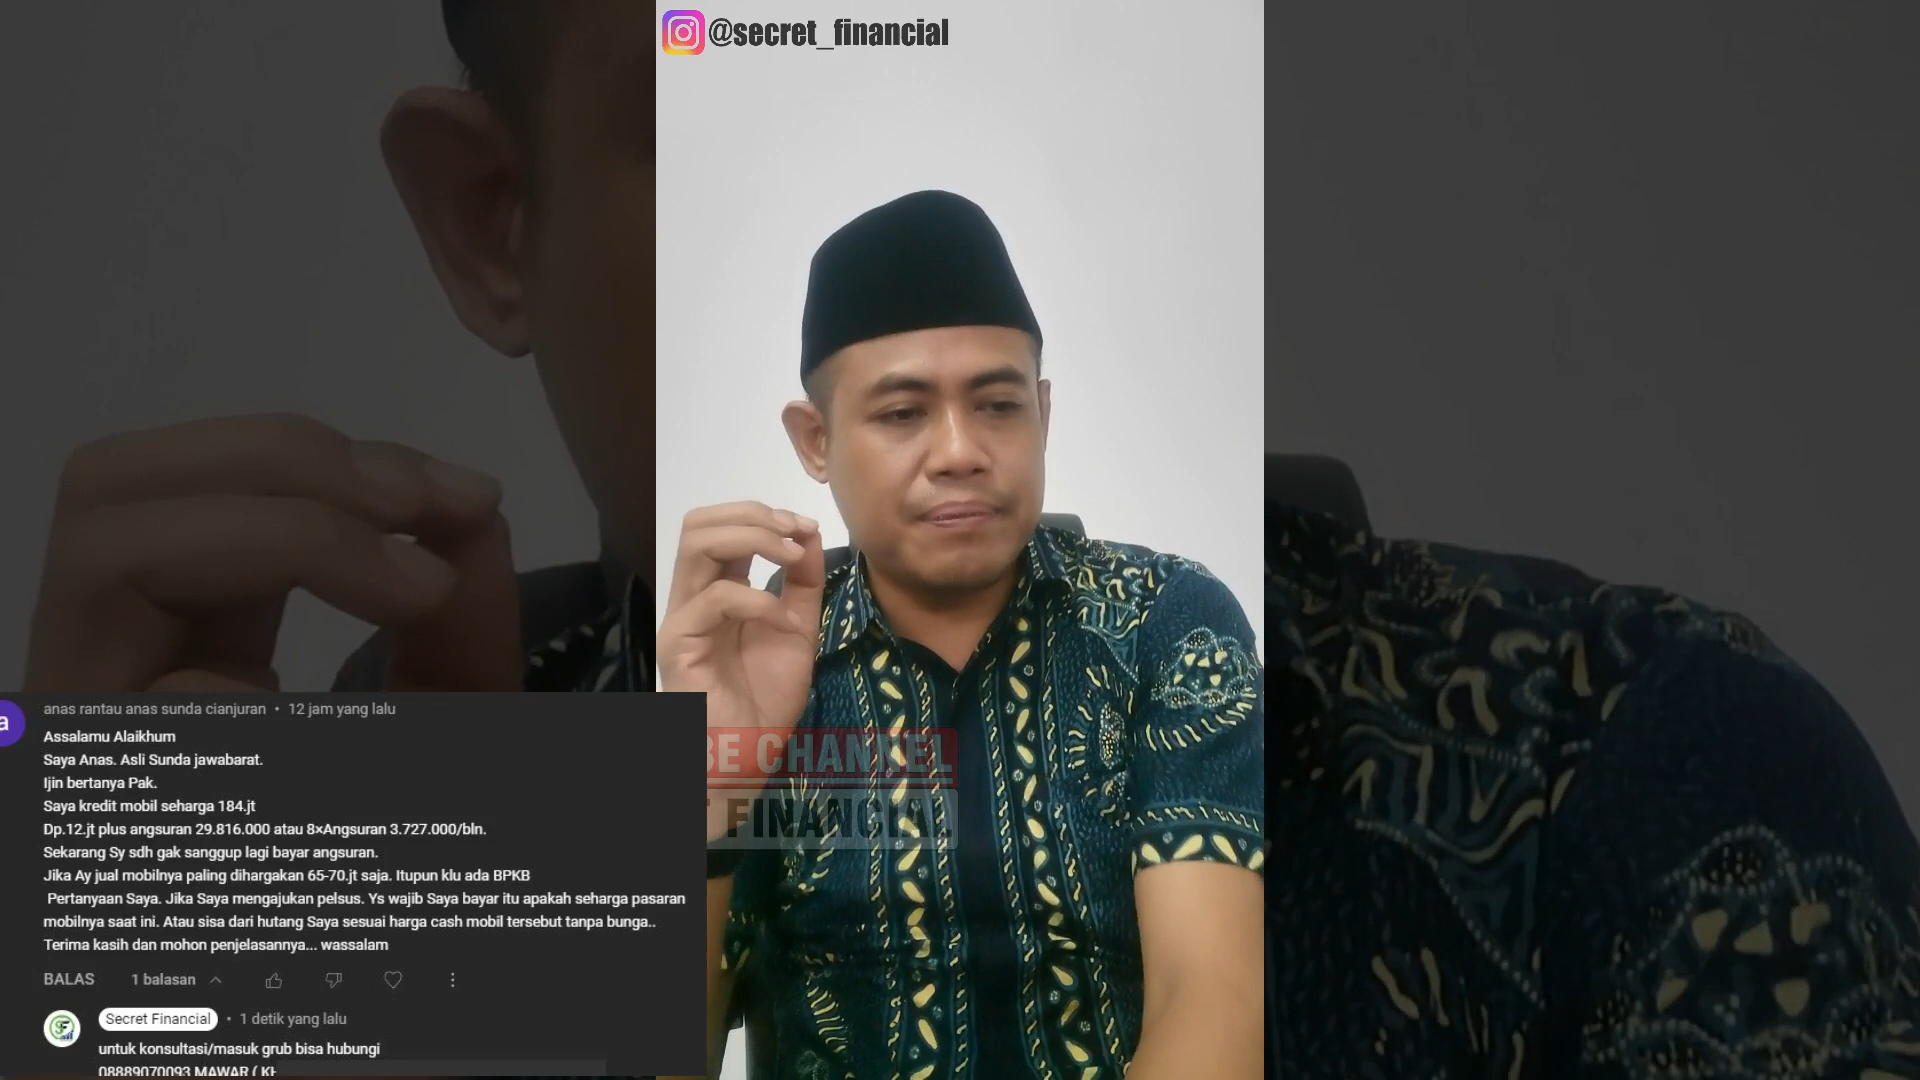 @secret_financial
BE CHANNEL
FINANCIAL
a
anas rantau anas sunda cianjuran • 12 jam yang lalu
Assalamu Alaikhum
Saya Anas. Asli Sunda jawabarat.
Ijin bertanya Pak.
Saya kredit mobil seharga 184.jt
Dp.12.jt plus angsuran 29.816.000 atau 8×Angsuran 3.727.000/bln.
Sekarang Sy sdh gak sanggup lagi bayar angsuran.
Jika Ay jual mobilnya paling dihargakan 65-70.jt saja. Itupun klu ada BPKB
Pertanyaan Saya. Jika Saya mengajukan pelsus. Ys wajib Saya bayar itu apakah seharga pasaran
mobilnya saat ini. Atau sisa dari hutang Saya sesuai harga cash mobil tersebut tanpa bunga..
Terima kasih dan mohon penjelasannya... wassalam
BALAS 1 balasan
Secret Financial • 1 detik yang lalu
untuk konsultasi/masuk grub bisa hubungi
08889070093 MAWAR (